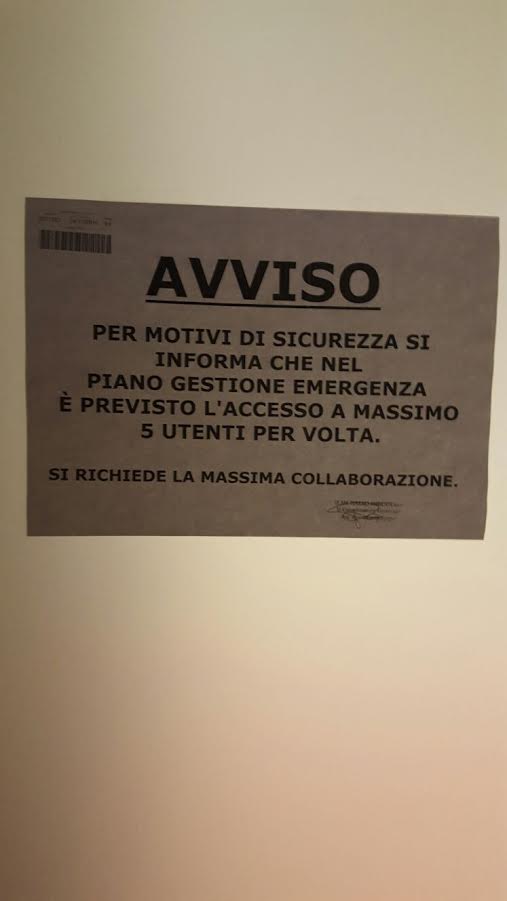 AVVISO
PER MOTIVI DI SICUREZZA SI
INFORMA CHE NEL
PIANO GESTIONE EMERGENZA
È PREVISTO L'ACCESSO A MASSIMO
5 UTENTI PER VOLTA.
SI RICHIEDE LA MASSIMA COLLABORAZIONE.